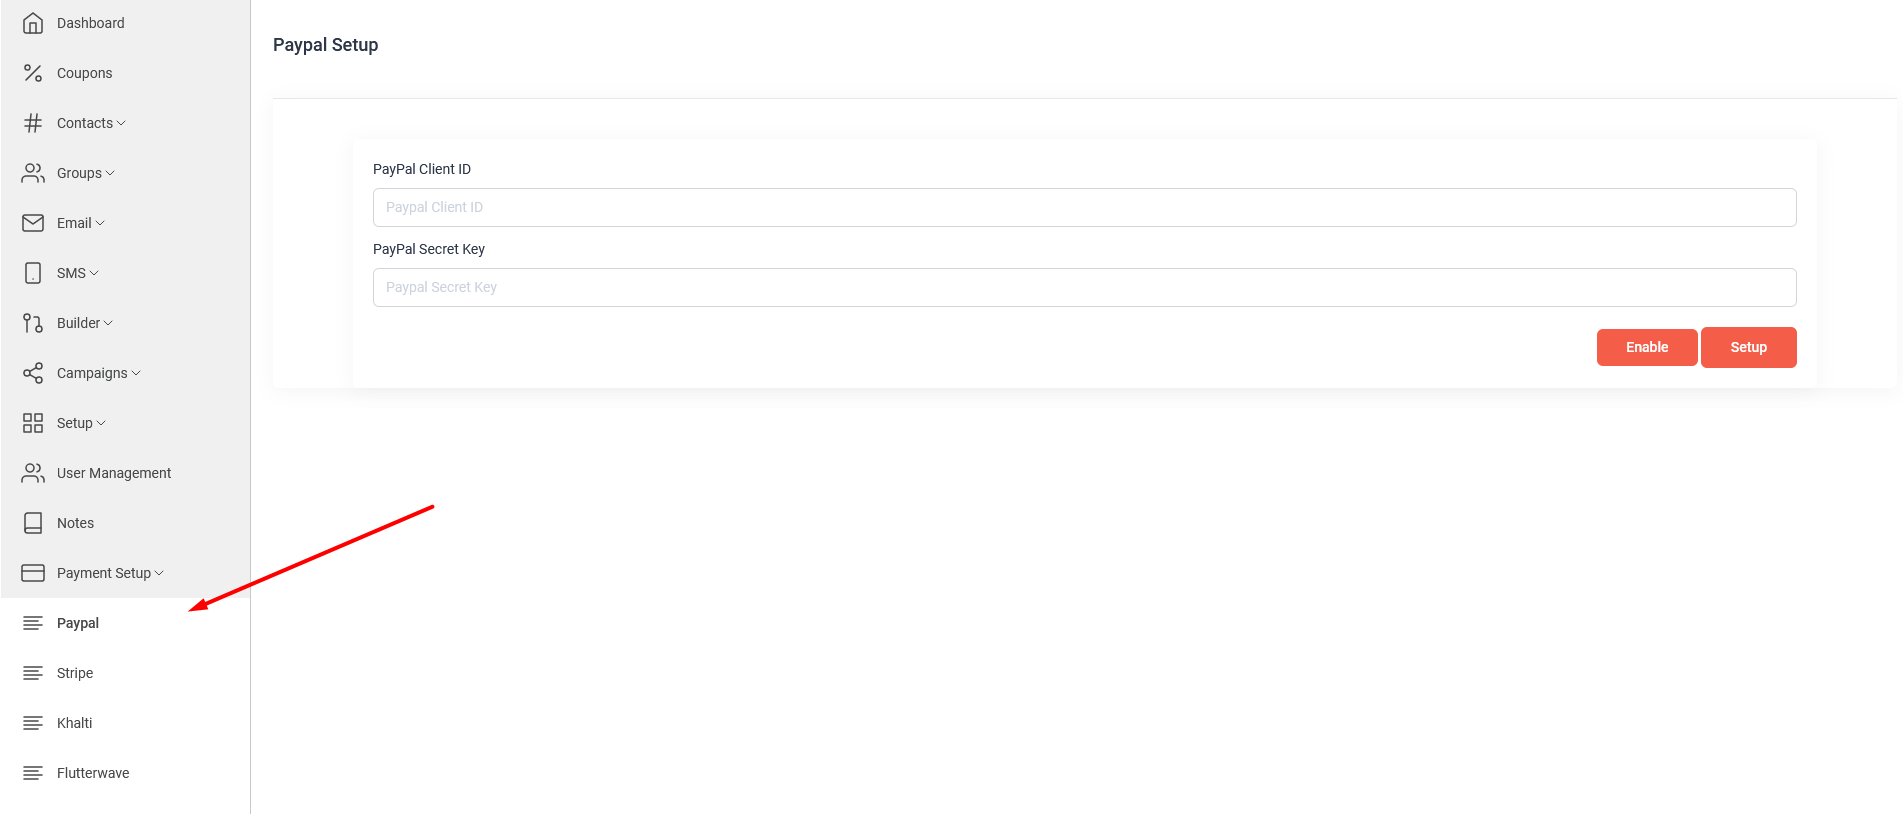 Dashboard
Coupons
Contacts
Groups
Email
SMS
Builder
Campaigns
Setup
User Management
Notes
Payment Setup
Paypal
Stripe
Khalti
Flutterwave
Paypal Setup
PayPal Client ID
Paypal Client ID
PayPal Secret Key
Paypal Secret Key
Enable Setup